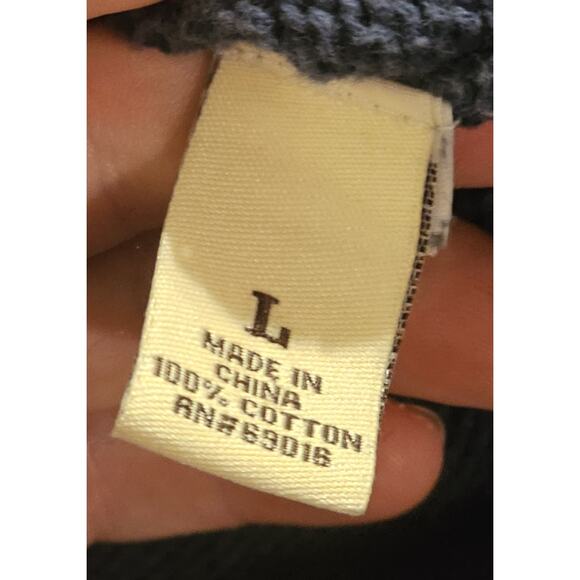 L
MADE IN
CHINA
100% COTTON
RN#69016